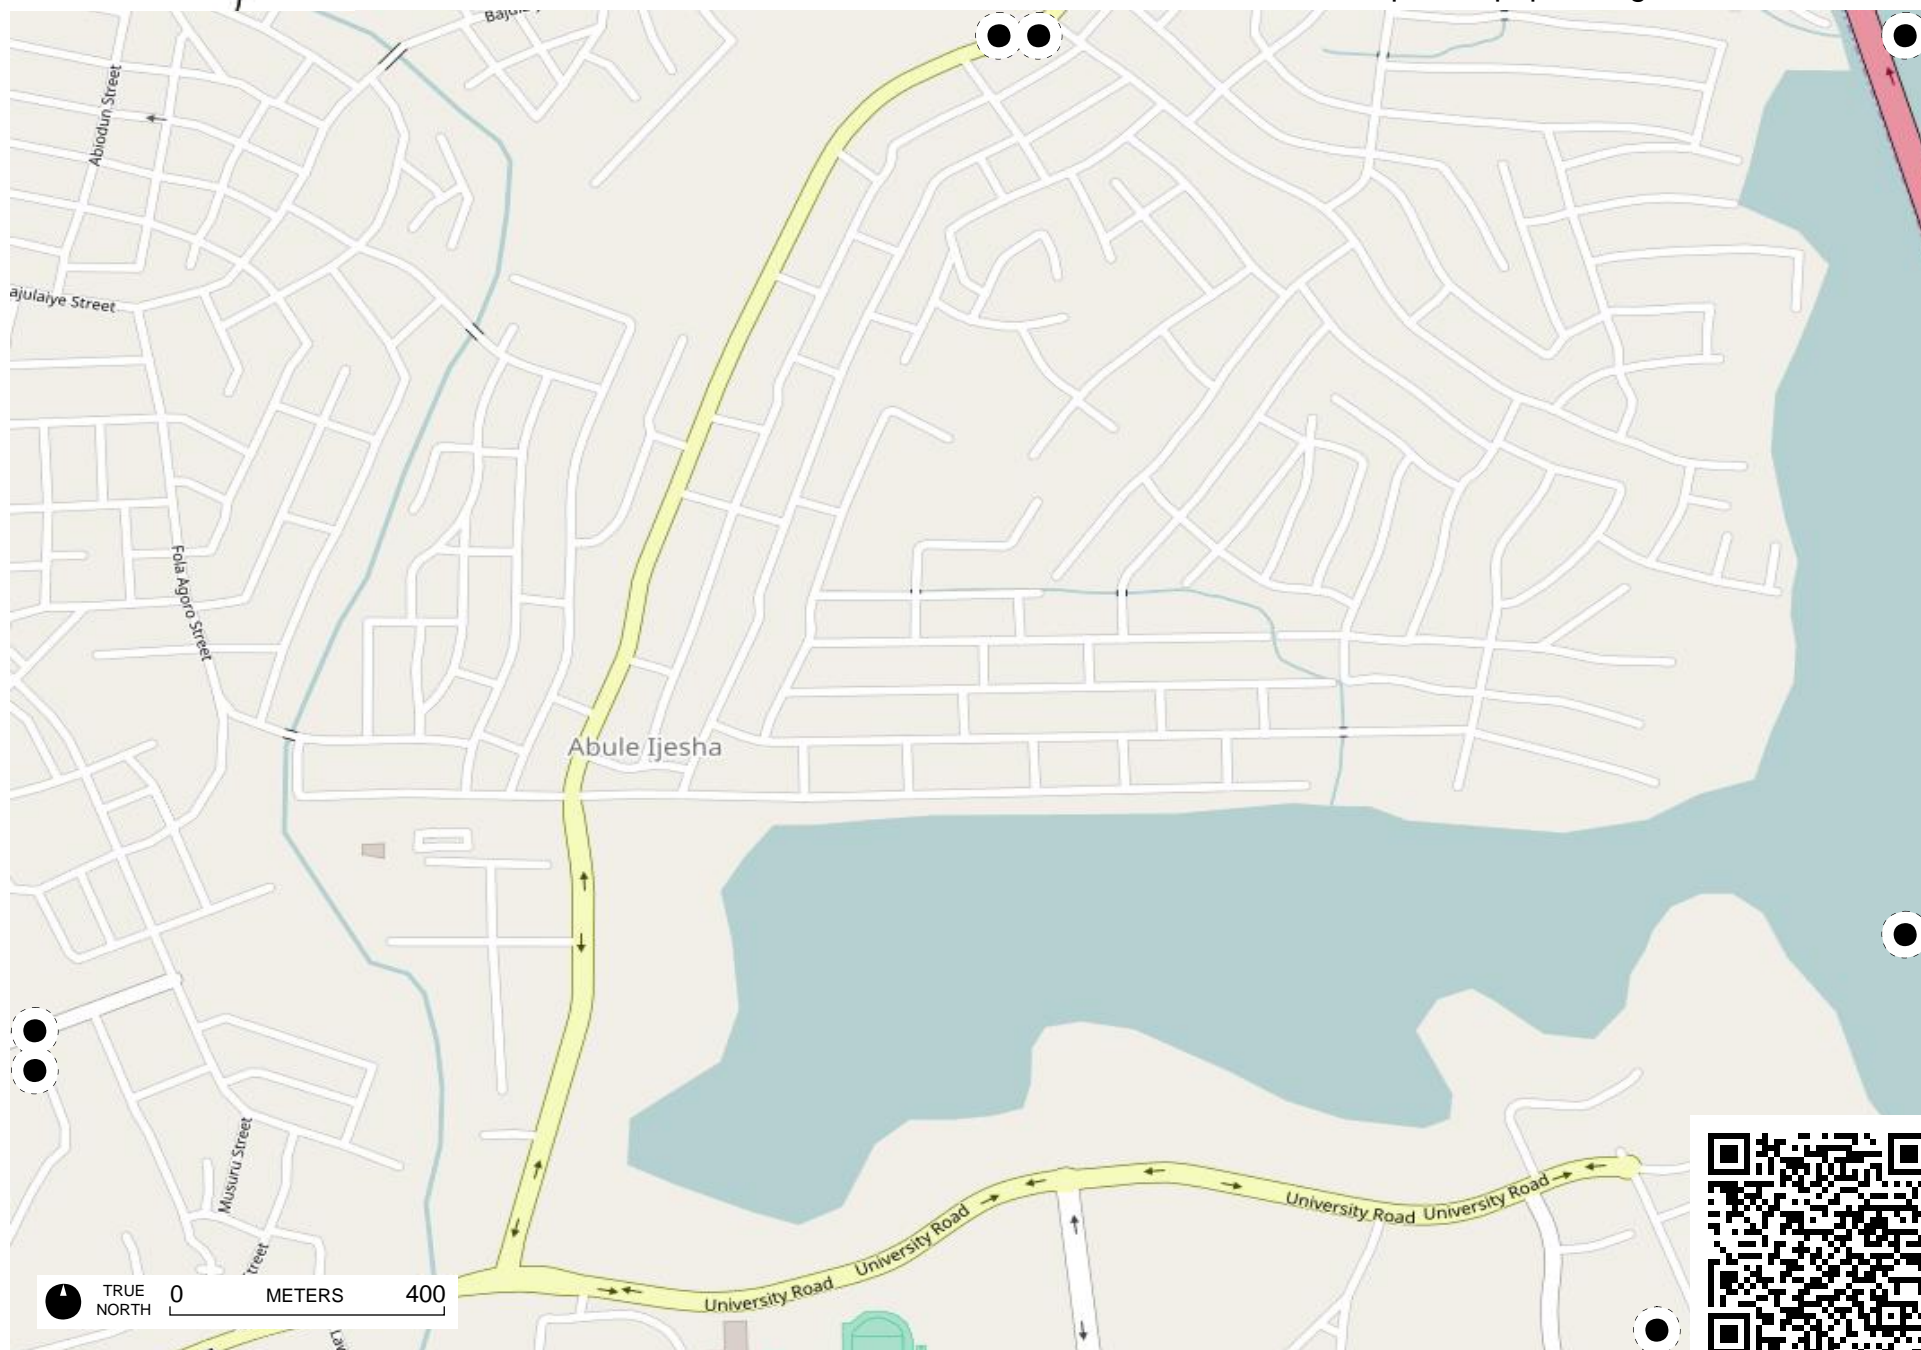 Abiodun Street
ajulaiye Street
Fola Agoro Street
Abule Ijesha
Musuru Street
University Road University Road
University Road
University Road
treet
TRUE
NORTH
0 METERS 400